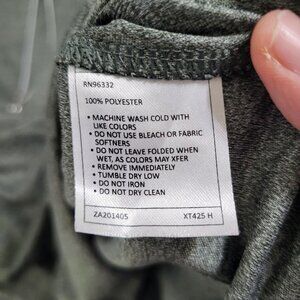 RN96332
100% POLYESTER
• MACHINE WASH COLD WITH
LIKE COLORS
• DO NOT USE BLEACH OR FABRIC
SOFTNERS
• DO NOT LEAVE FOLDED WHEN
WET, AS COLORS MAY XFER
• REMOVE IMMEDIATELY
• TUMBLE DRY LOW
• DO NOT IRON
• DO NOT DRY CLEAN
ZA201405 XT425 H